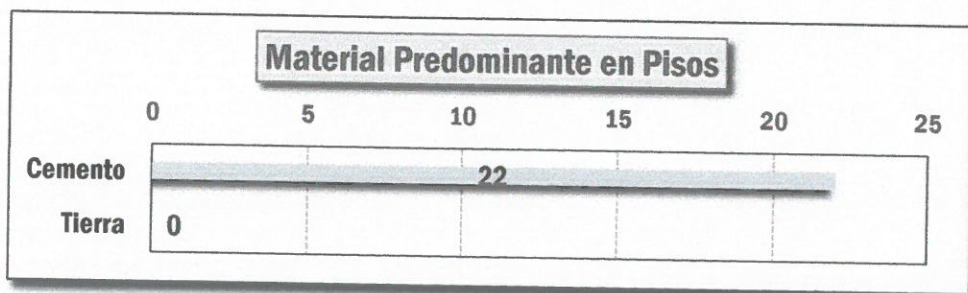 Material Predominante en Pisos
0 5 10 15 20 25
Cemento 22
Tierra 0